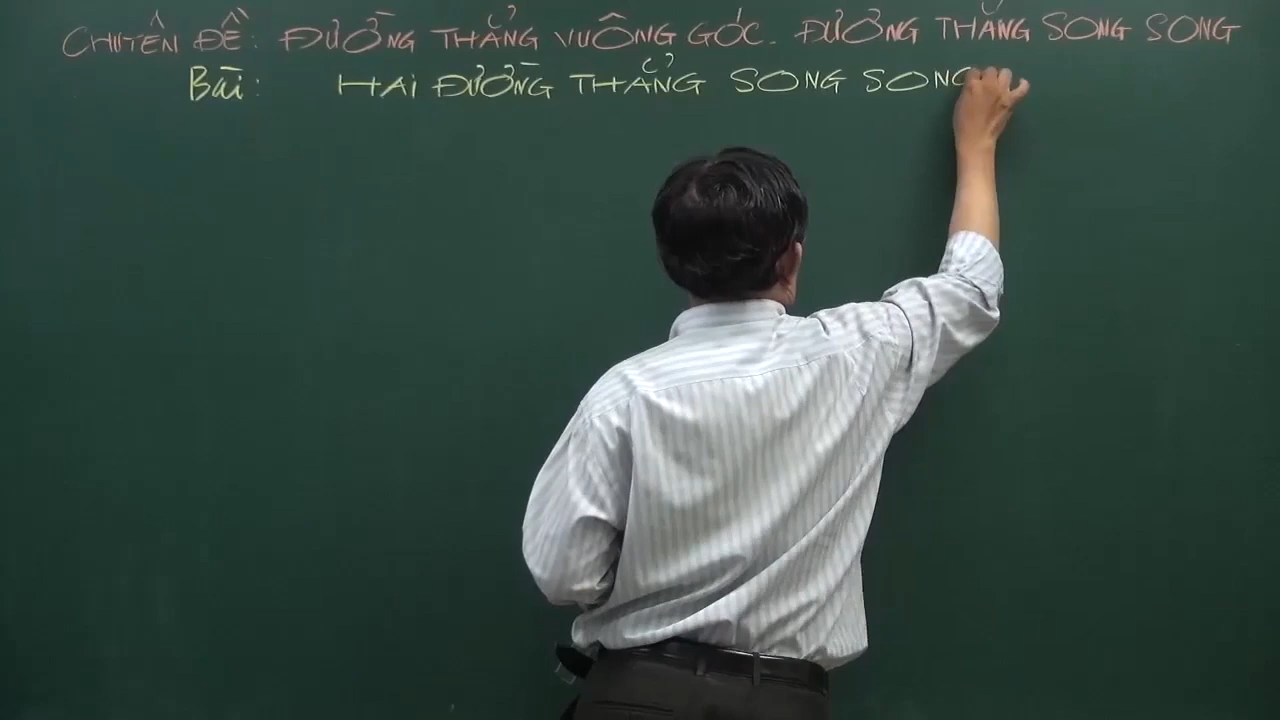 CHUYÊN ĐỀ: ĐƯỜNG THẲNG VUÔNG GÓC. ĐƯỜNG THẲNG SONG SONG
Bài: HAI ĐƯỜNG THẲNG SONG SONG